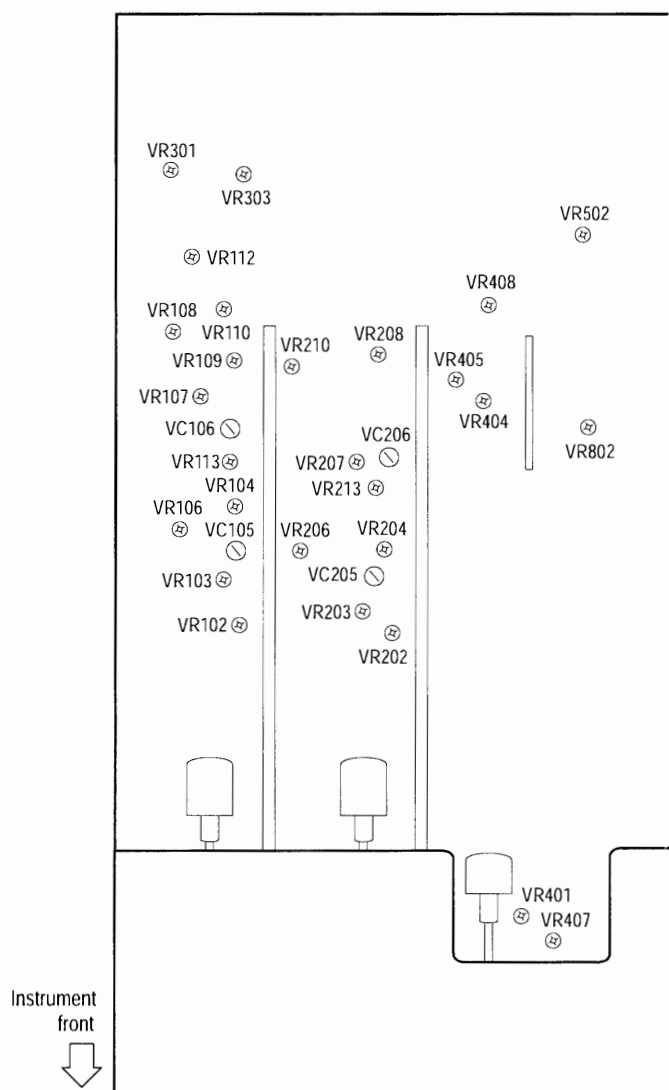 VR301
VR303
VR502
VR112
VR408
VR108
VR110
VR208
VR210
VR109
VR405
VR107
VR404
VC106
VC206
VR802
VR113
VR207
VR104
VR213
VR106
VC105
VR206
VR204
VR103
VC205
VR102
VR203
VR202
VR401
VR407
Instrument
front